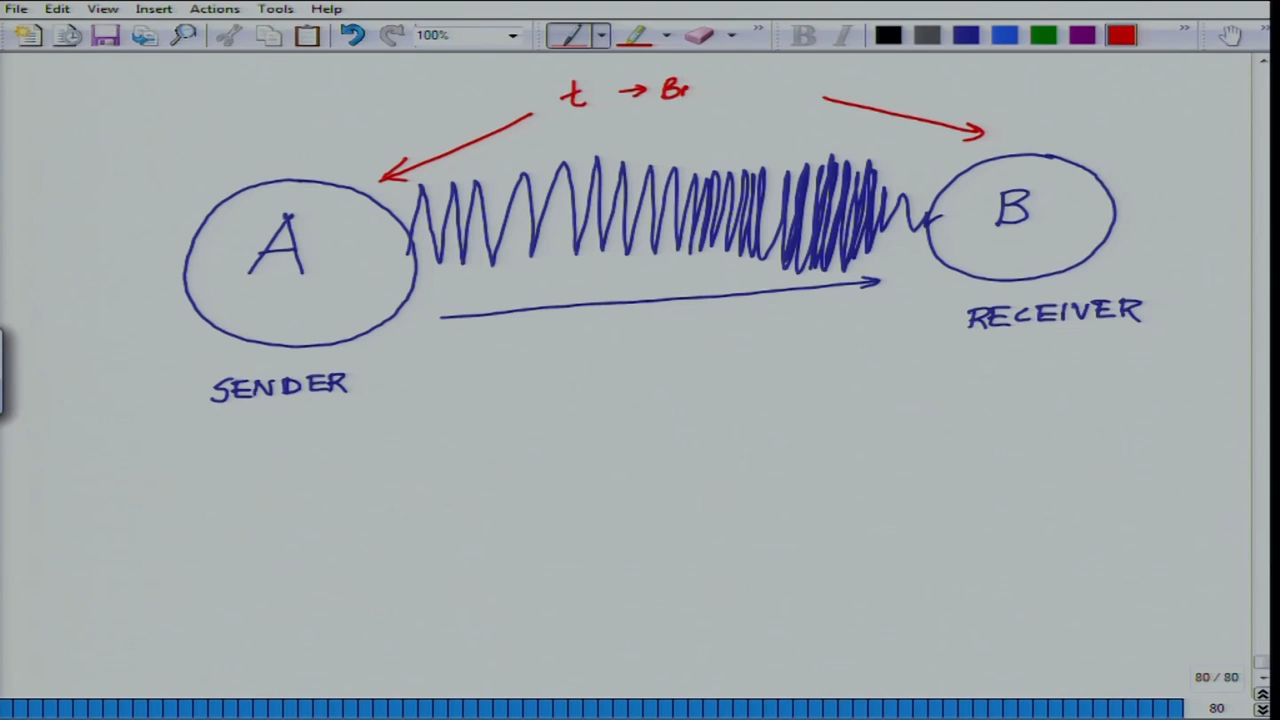 File Edit View Insert Actions Tools Help
100% B I
t → Br
A
B
RECEIVER
SENDER
80 / 80
80